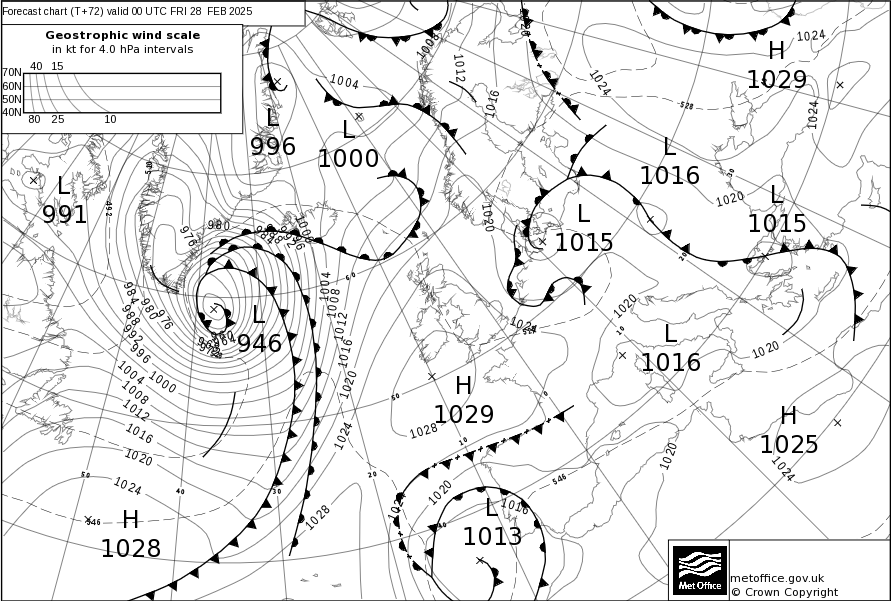 Forecast chart (T+72) valid 00 UTC FRI 28 FEB 2025
Geostrophic wind scale
in kt for 4.0 hPa intervals
40 15
70N
60N
50N
40N
80 25 10
L
996
L
1000
L
991
H
1029
L
1016
L
1015
L
1015
L
946
L
1016
H
1029
H
1025
H
1028
L
1013
1004
1008
1012
1016
1024
1024
1024
528
1020
1020
976
980
1004
1008
1012
1016
1020
1024
1028
984
988
980
976
992
996
1004
1000
1008
1012
1016
1020
1024
546
1024
1020
1020
1020
1024
1028
1020
1016
546
50
40
30
20
10
0
50
60
10
20
30
40
492
540
Met Office
metoffice.gov.uk
© Crown Copyright